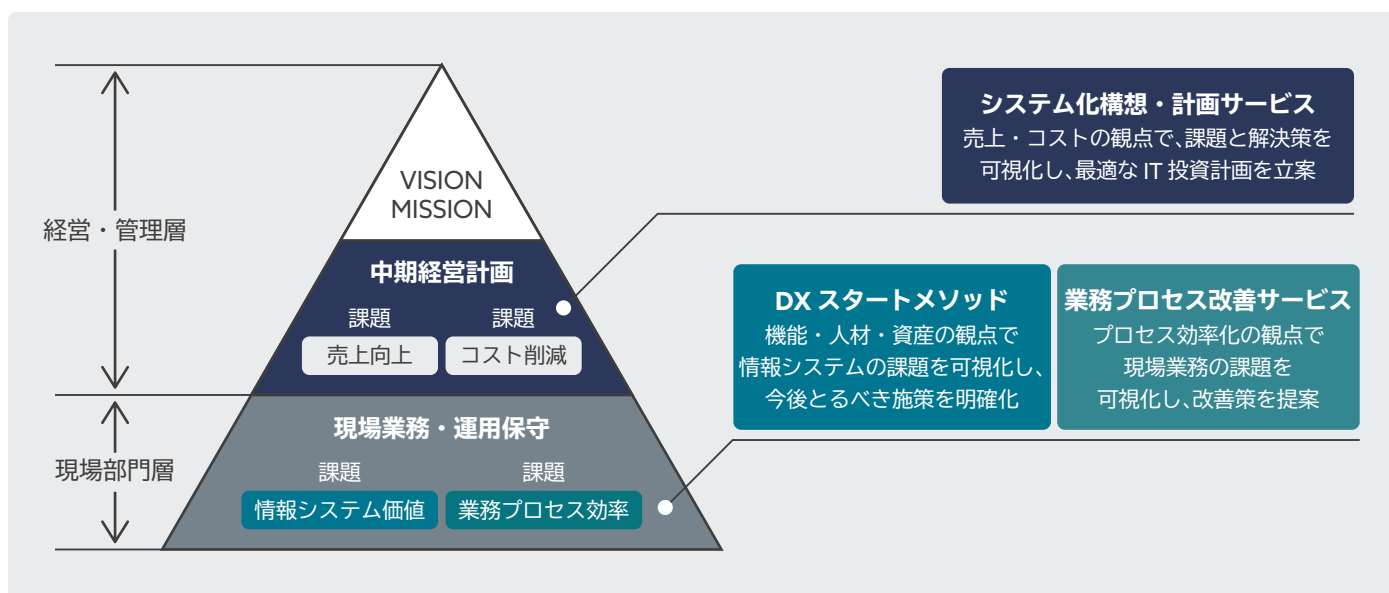 経営・管理層
現場部門層
VISION
MISSION
中期経営計画
課題
売上向上
課題
コスト削減
現場業務・運用保守
課題
情報システム価値
課題
業務プロセス効率
システム化構想・計画サービス
売上・コストの観点で、課題と解決策を
可視化し、最適な IT 投資計画を立案
DX スタートメソッド
機能・人材・資産の観点で
情報システムの課題を可視化し、
今後とるべき施策を明確化
業務プロセス改善サービス
プロセス効率化の観点で
現場業務の課題を
可視化し、改善策を提案